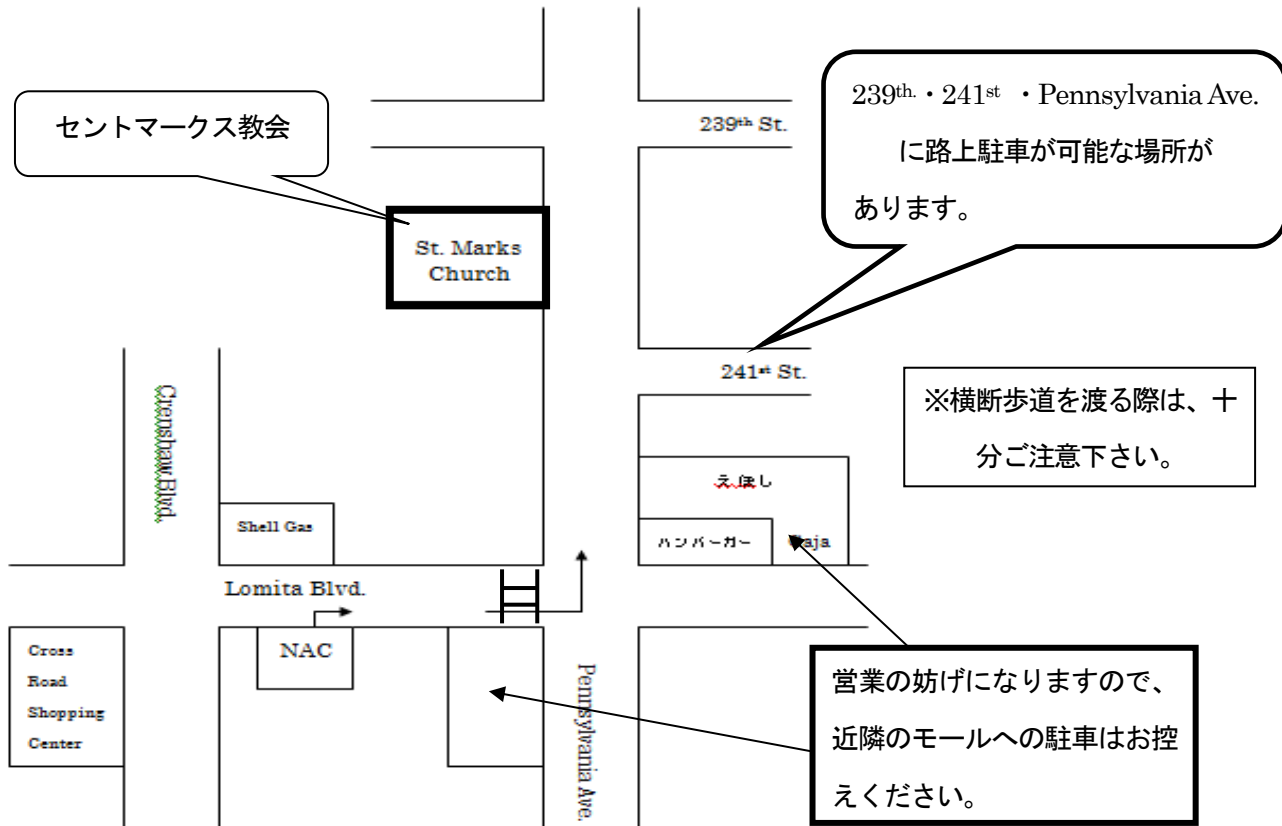 セントマークス教会
239th St.
239th.・241st ・Pennsylvania Ave.
に路上駐車が可能な場所が
あります。
St. Marks
Church
241st St.
※横断歩道を渡る際は、十
分ご注意下さい。
Crenshaw Blvd.
えぼし
Shell Gas
ハンバーガー
Gaja
Lomita Blvd.
NAC
Cross
Road
Shopping
Center
Pennsylvania Ave.
営業の妨げになりますので、
近隣のモールへの駐車はお控
えください。